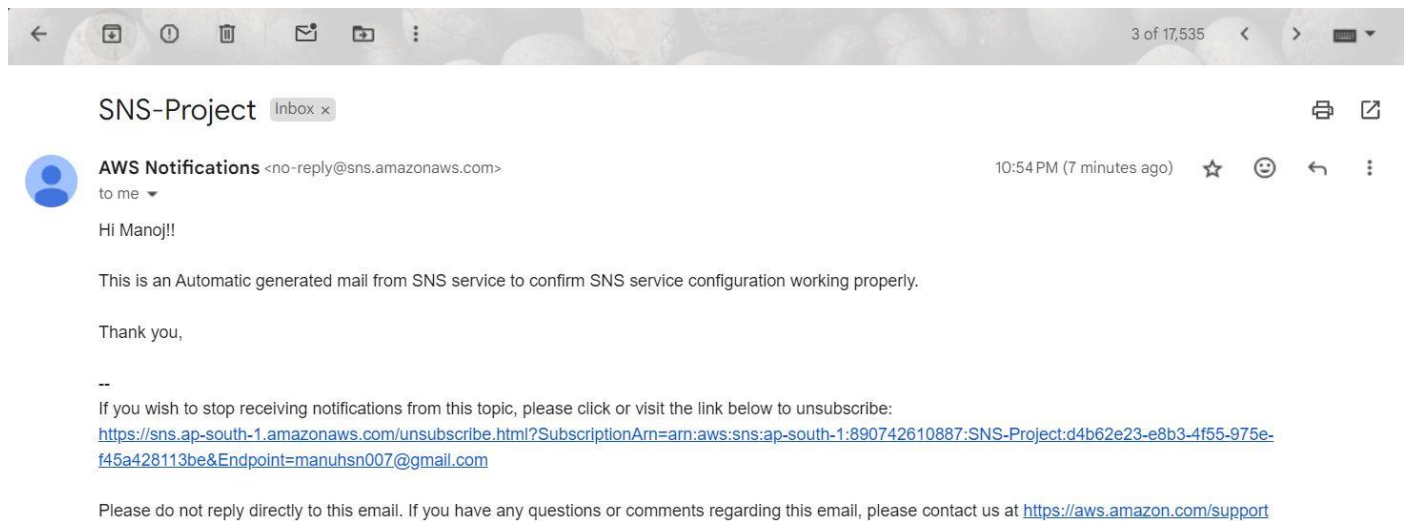 3 of 17,535
SNS-Project Inbox ×
AWS Notifications <no-reply@sns.amazonaws.com> 10:54 PM (7 minutes ago)
to me
Hi Manoj!!
This is an Automatic generated mail from SNS service to confirm SNS service configuration working properly.
Thank you,
--
If you wish to stop receiving notifications from this topic, please click or visit the link below to unsubscribe:
https://sns.ap-south-1.amazonaws.com/unsubscribe.html?SubscriptionArn=arn:aws:sns:ap-south-1:890742610887:SNS-Project:d4b62e23-e8b3-4f55-975e-
f45a428113be&Endpoint=manuhsn007@gmail.com
Please do not reply directly to this email. If you have any questions or comments regarding this email, please contact us at https://aws.amazon.com/support